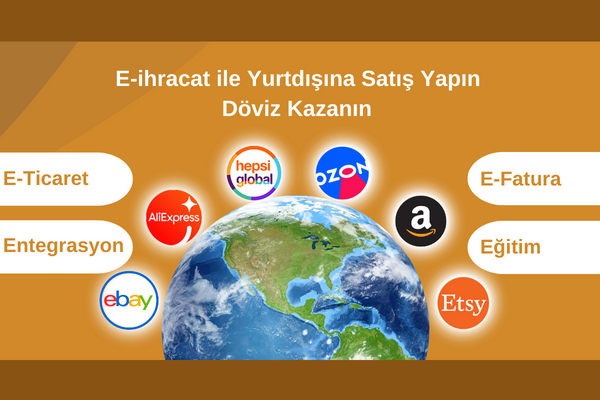 E-ihracat ile Yurtdışına Satış Yapın
Döviz Kazanın
hepsi
global
OZON
E-Ticaret
E-Fatura
AliExpress
a
Entegrasyon
Eğitim
ebay
Etsy